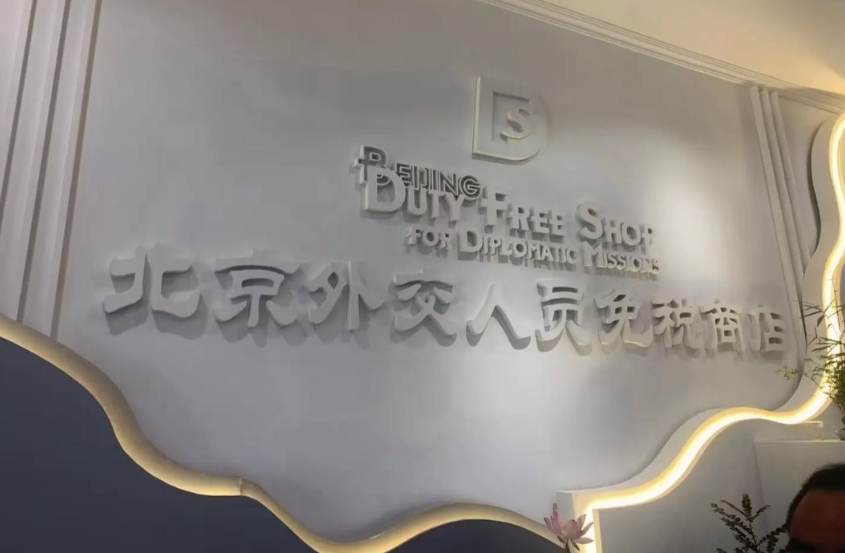 DS
BEIJING
DUTY FREE SHOP
FOR DIPLOMATIC MISSIONS
北京外交人员免税商店